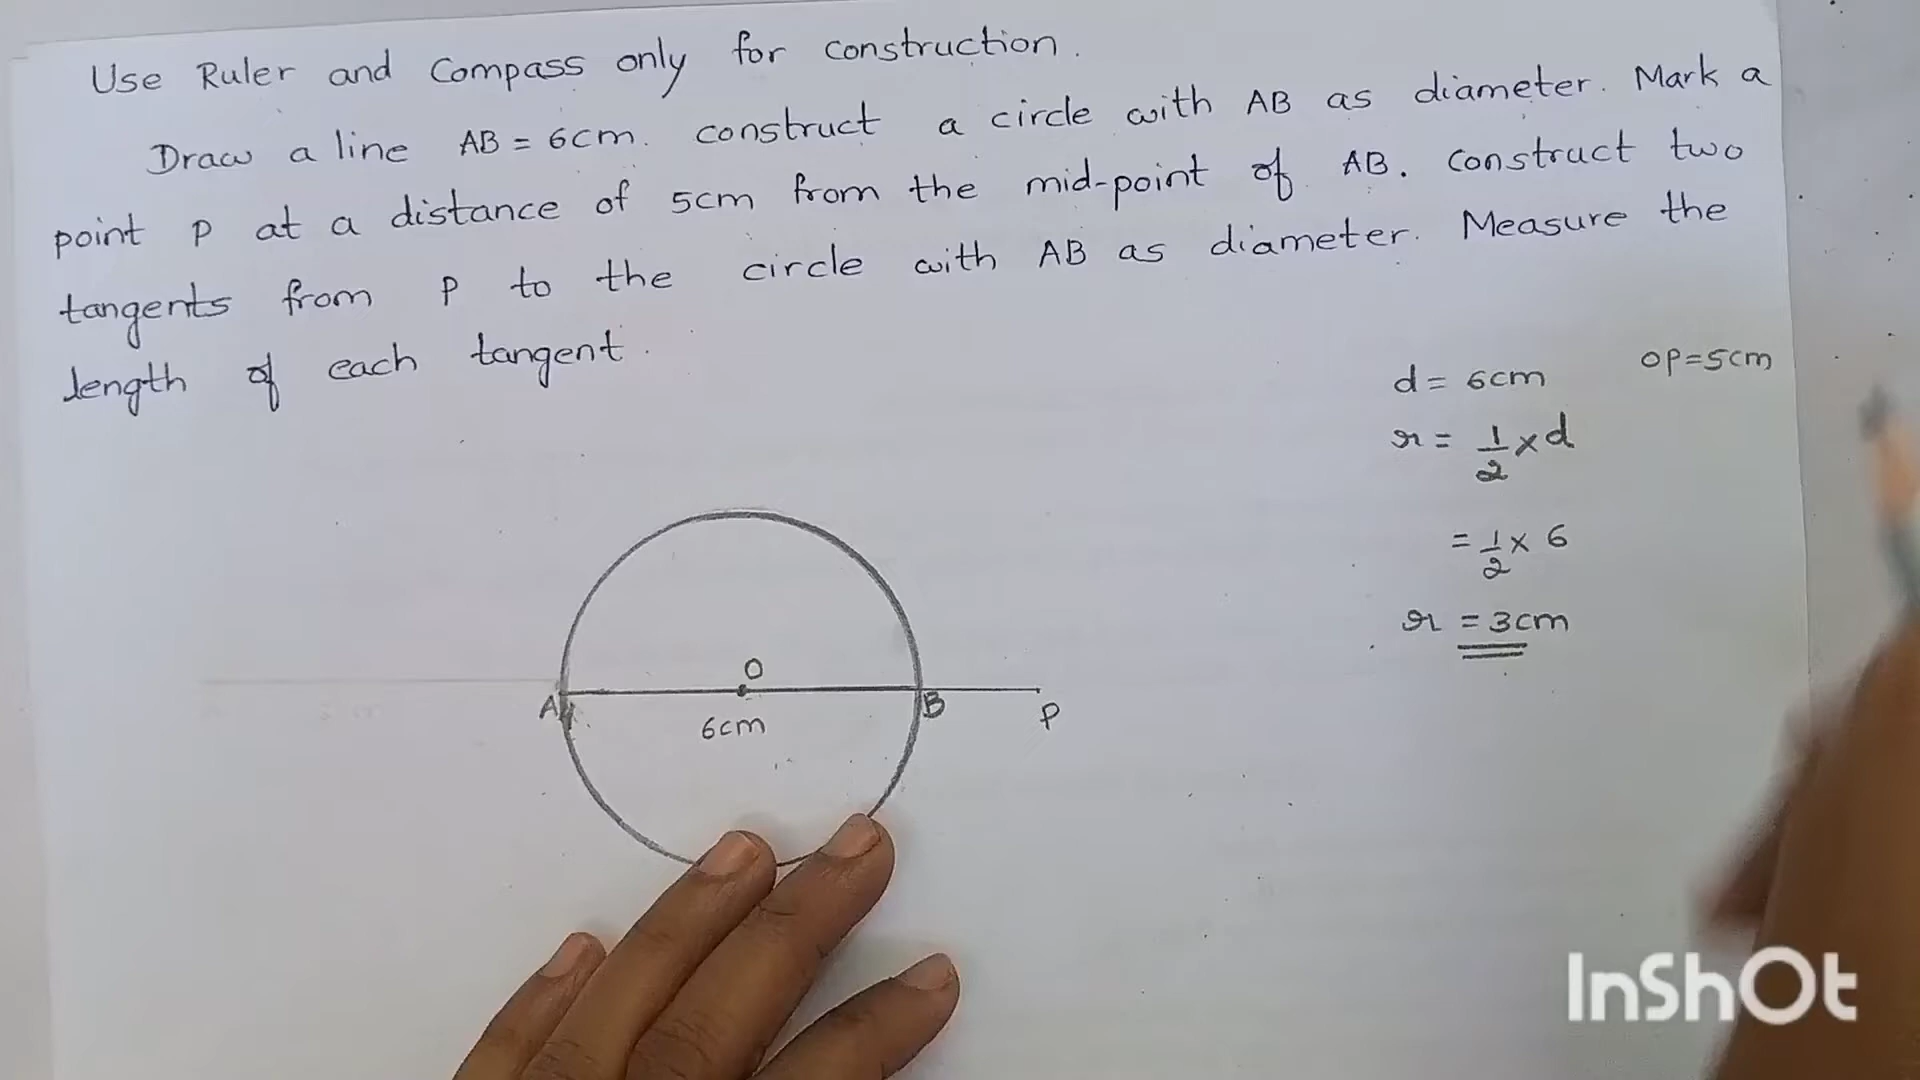 Use Ruler and Compass only for construction.
Draw a line AB = 6cm. construct a circle with AB as diameter. Mark a
point P at a distance of 5cm from the mid-point of AB. construct two
tangents from P to the circle with AB as diameter. Measure the
length of each tangent.
d = 6cm OP=5cm
r = 1/2 x d
= 1/2 x 6
r = 3cm
O
A B P
6cm
InShOt